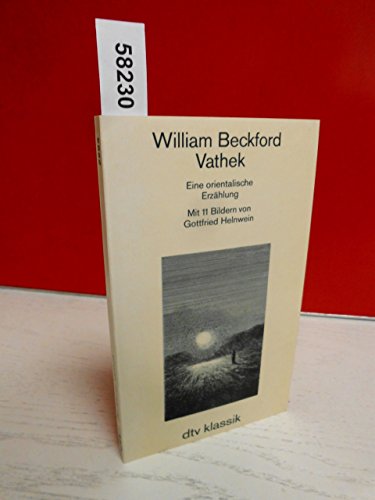 58230
William Beckford
Vathek
Eine orientalische
Erzählung
Mit 11 Bildern von
Gottfried Helnwein
dtv klassik